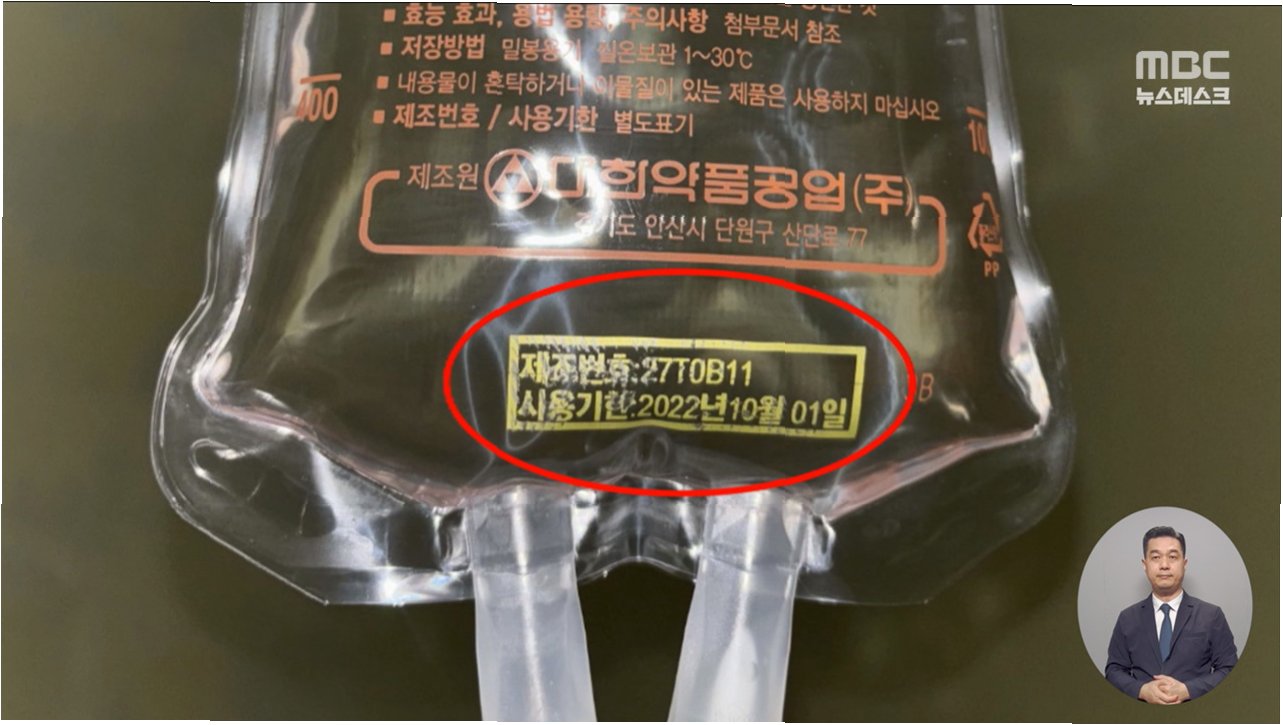 ■ 효능 효과, 용법 용량, 주의사항 첨부문서 참조
MBC
뉴스데스크
■ 저장방법 밀봉용기 실온보관 1~30℃
400
■ 내용물이 혼탁하거나 이물질이 있는 제품은 사용하지 마십시오
■ 제조번호 / 사용기한 별도표기
제조원 대한약품공업(주)
경기도 안산시 단원구 산단로 77
PP
제조번호:27T0B11
사용기한:2022년10월 01일
B